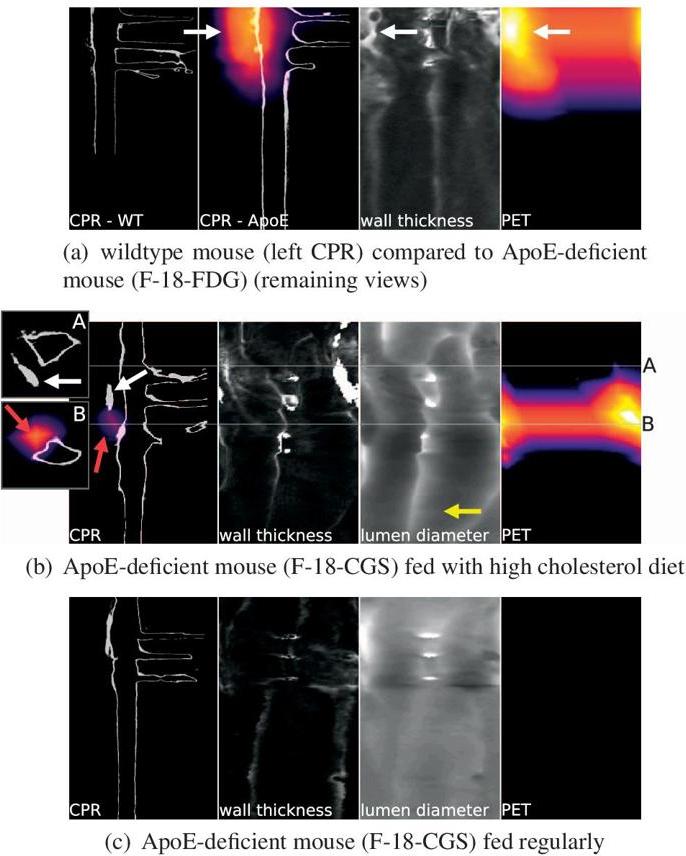 CPR - WT
CPR - ApoE
wall thickness
PET
(a) wildtype mouse (left CPR) compared to ApoE-deficient
mouse (F-18-FDG) (remaining views)
A
B
A
B
CPR
wall thickness
lumen diameter
PET
(b) ApoE-deficient mouse (F-18-CGS) fed with high cholesterol diet
CPR
wall thickness
lumen diameter
PET
(c) ApoE-deficient mouse (F-18-CGS) fed regularly